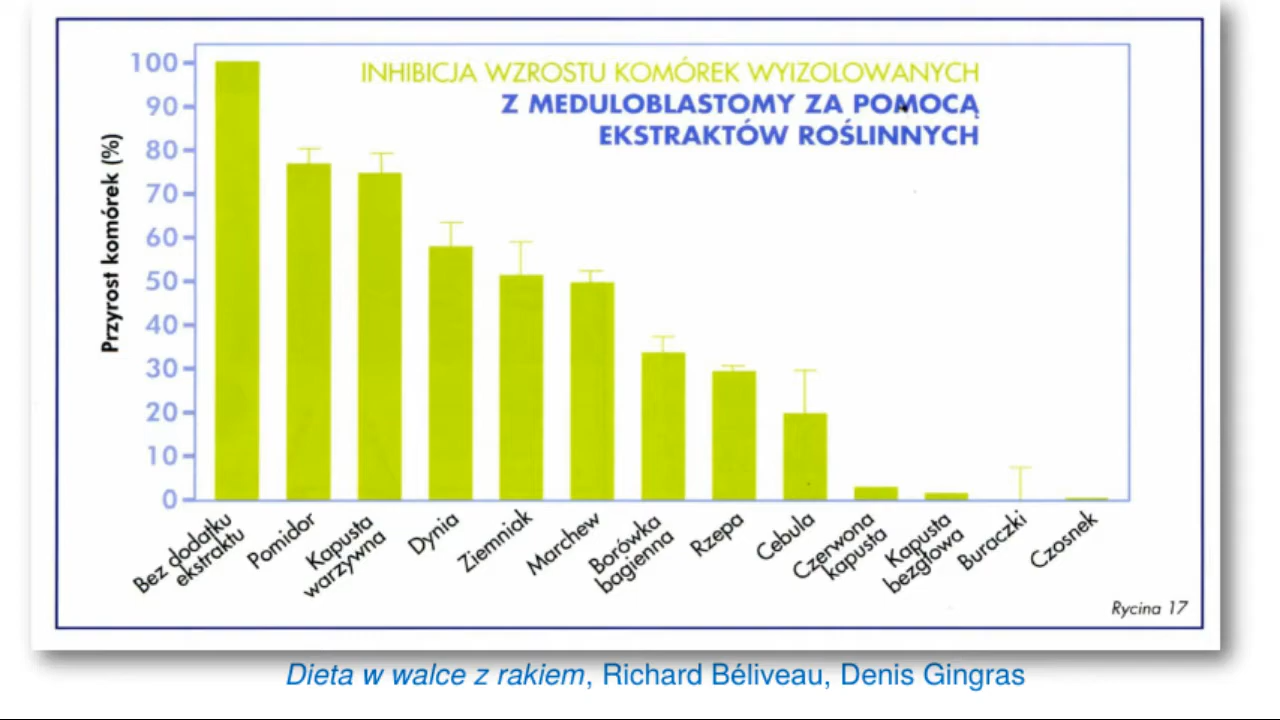 INHIBICJA WZROSTU KOMÓREK WYIZOLOWANYCH
Z MEDULOBLASTOMY ZA POMOCĄ
EKSTRAKTÓW ROŚLINNYCH
Przyrost komórek (%)
100
90
80
70
60
50
40
30
20
10
0
Bez dodatku
ekstraktu
Pomidor
Kapusta
warzywna
Dynia
Ziemniak
Marchew
Borówka
bagienna
Rzepa
Cebula
Czerwona
kapusta
Kapusta
bezgłowa
Buraczki
Czosnek
Rycina 17
Dieta w walce z rakiem, Richard Béliveau, Denis Gingras